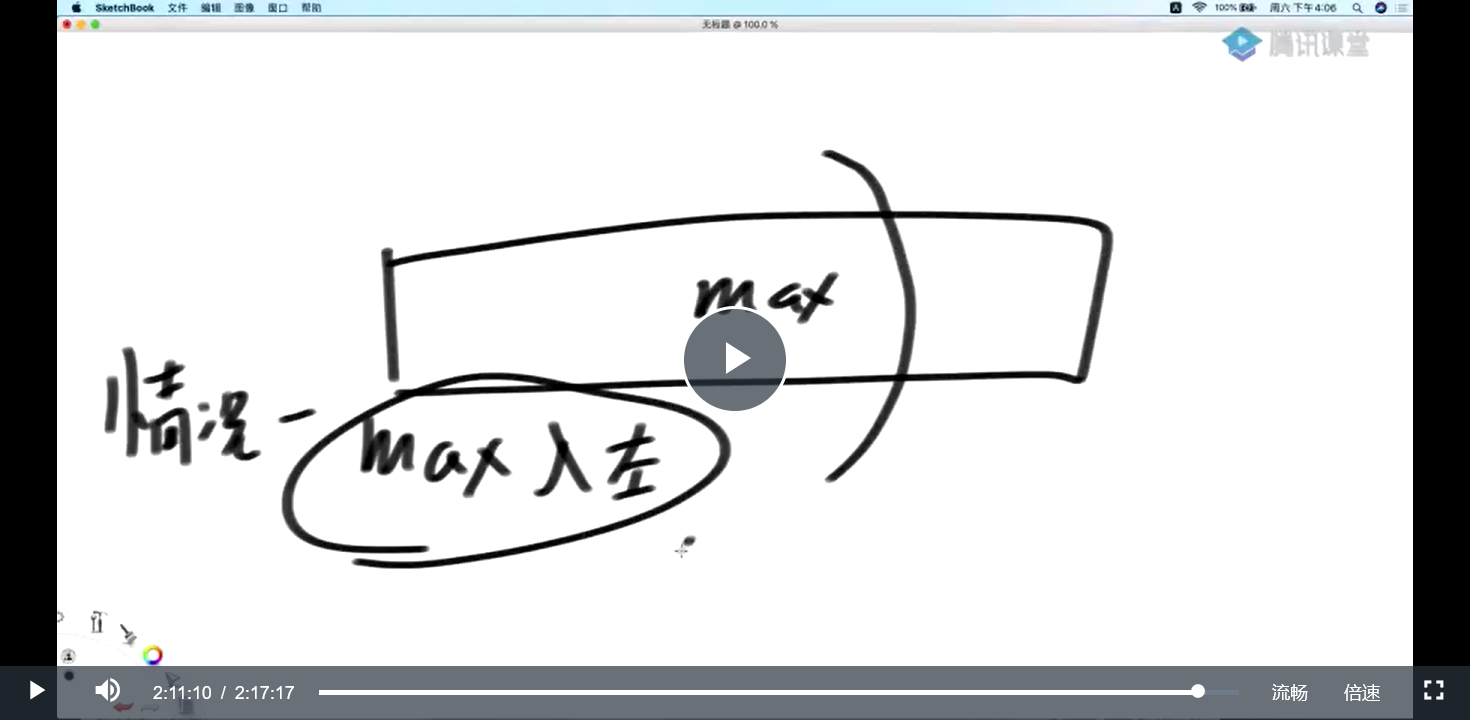 SketchBook 文件 编辑 图像 窗口 帮助
100% 周六下午4:06
无标题 @ 100.0 %
腾讯课堂
max
情况一
max 入左
2:11:10 / 2:17:17
流畅 倍速